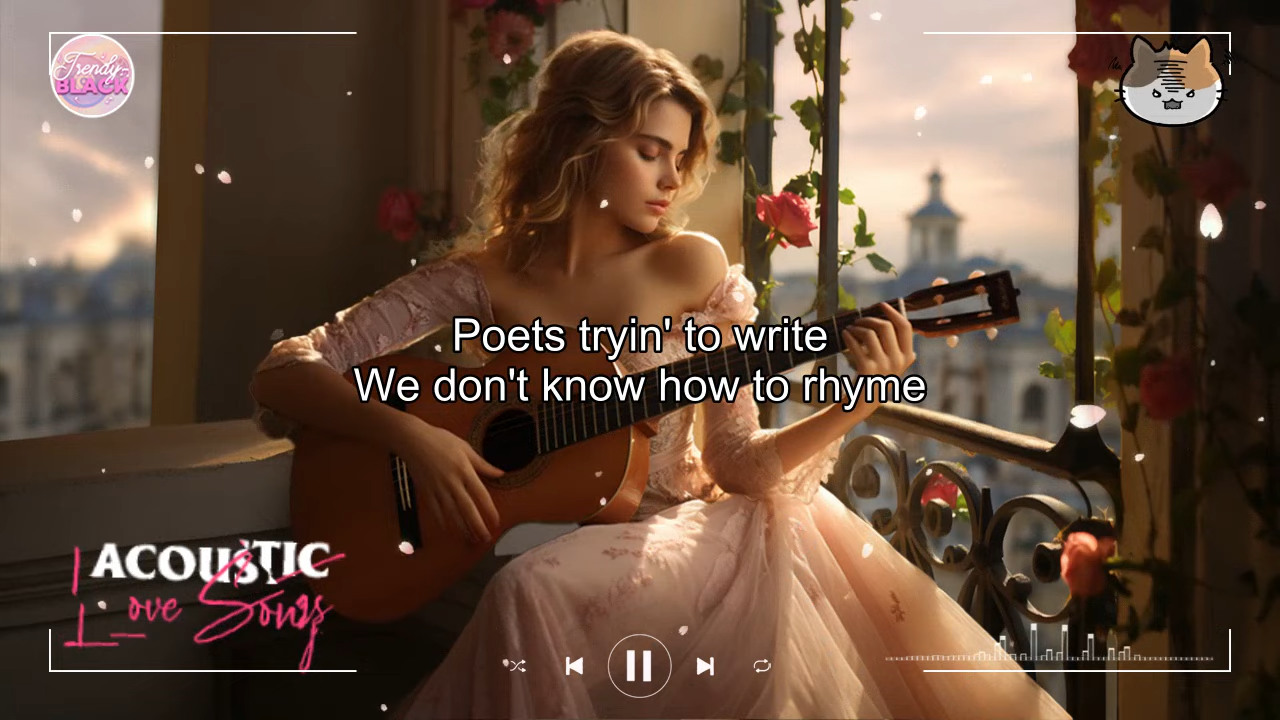 Trendy
BLACK
Poets tryin' to write
We don't know how to rhyme
ACOUSTIC
Love Songs